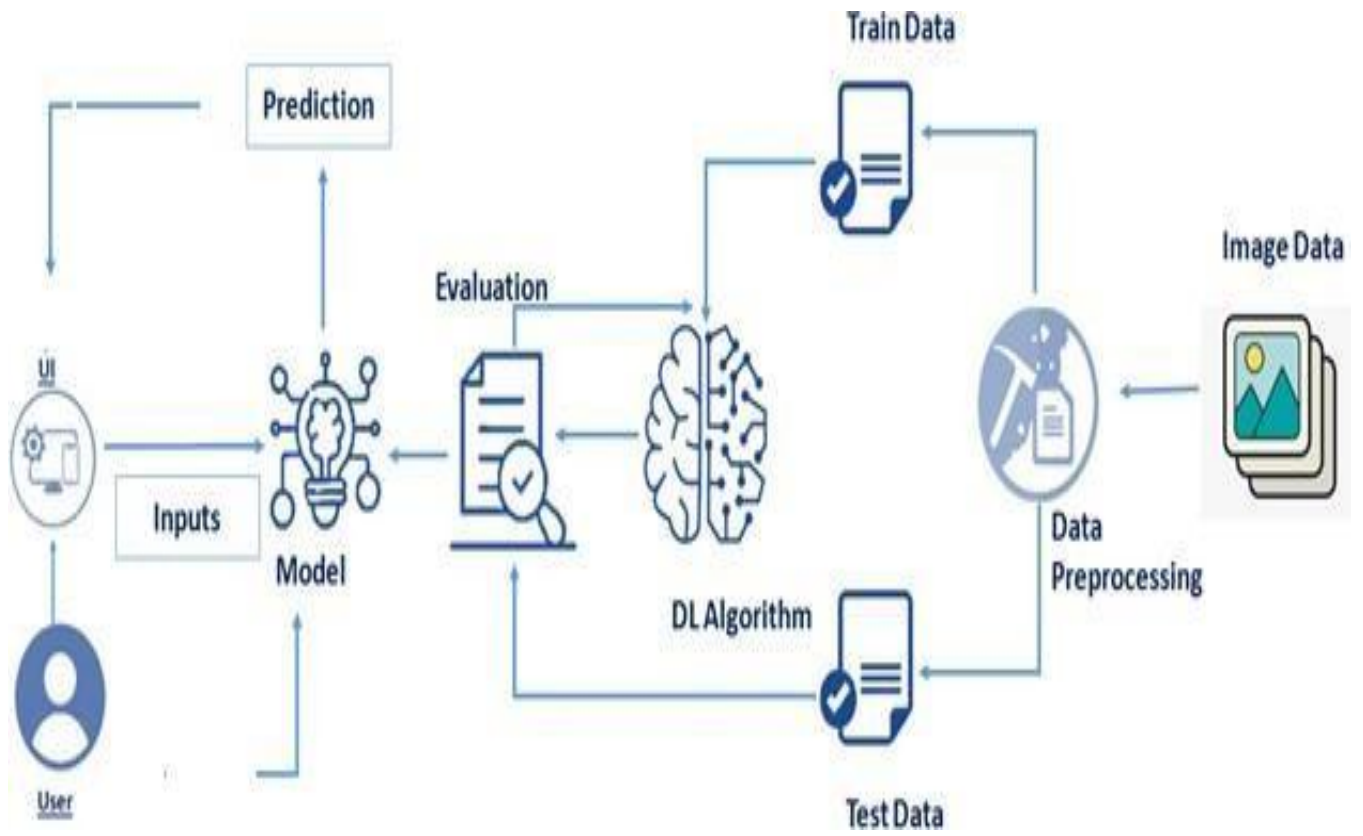 Train Data
Prediction
Image Data
Evaluation
UI
Inputs
Model
Data
Preprocessing
DL Algorithm
User
Test Data